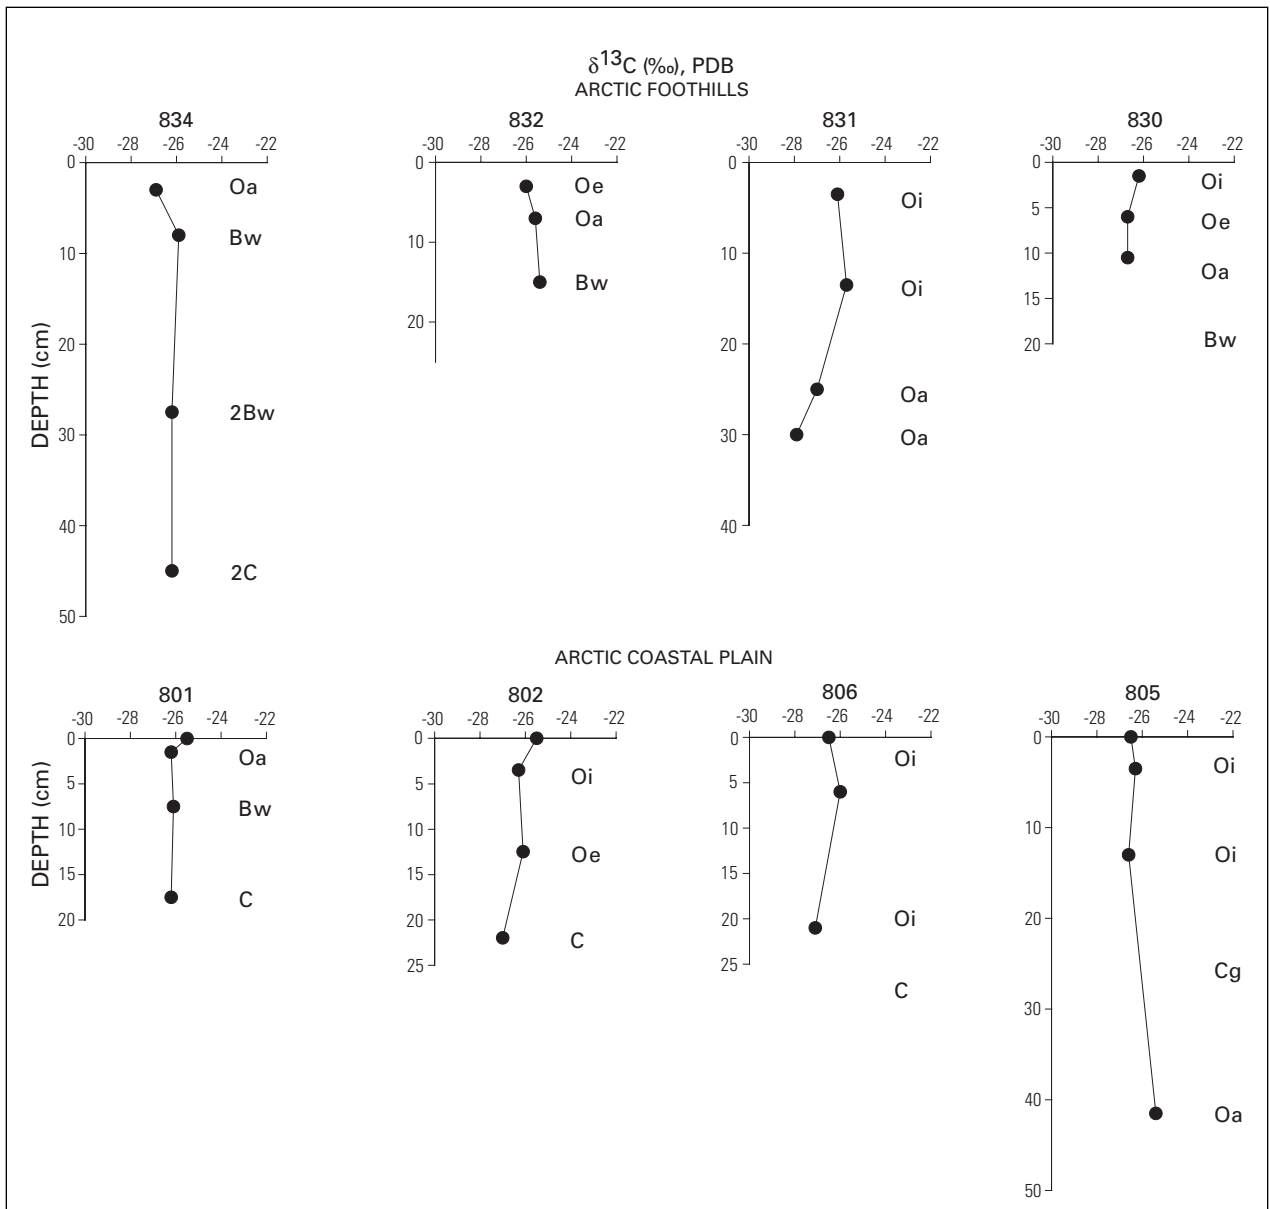 δ13C (‰), PDB
ARCTIC FOOTHILLS
834 832 831 830
-30 -28 -26 -24 -22 -30 -28 -26 -24 -22 -30 -28 -26 -24 -22 -30 -28 -26 -24 -22
DEPTH (cm)
0
10
20
30
40
50
Oa
Bw
2Bw
2C
0
10
20
Oe
Oa
Bw
0
10
20
30
40
Oi
Oi
Oa
Oa
0
5
10
15
20
Oi
Oe
Oa
Bw
ARCTIC COASTAL PLAIN
801 802 806 805
-30 -28 -26 -24 -22 -30 -28 -26 -24 -22 -30 -28 -26 -24 -22 -30 -28 -26 -24 -22
DEPTH (cm)
0
5
10
15
20
Oa
Bw
C
0
5
10
15
20
25
Oi
Oe
C
0
5
10
15
20
25
Oi
Oi
C
0
10
20
30
40
50
Oi
Oi
Cg
Oa